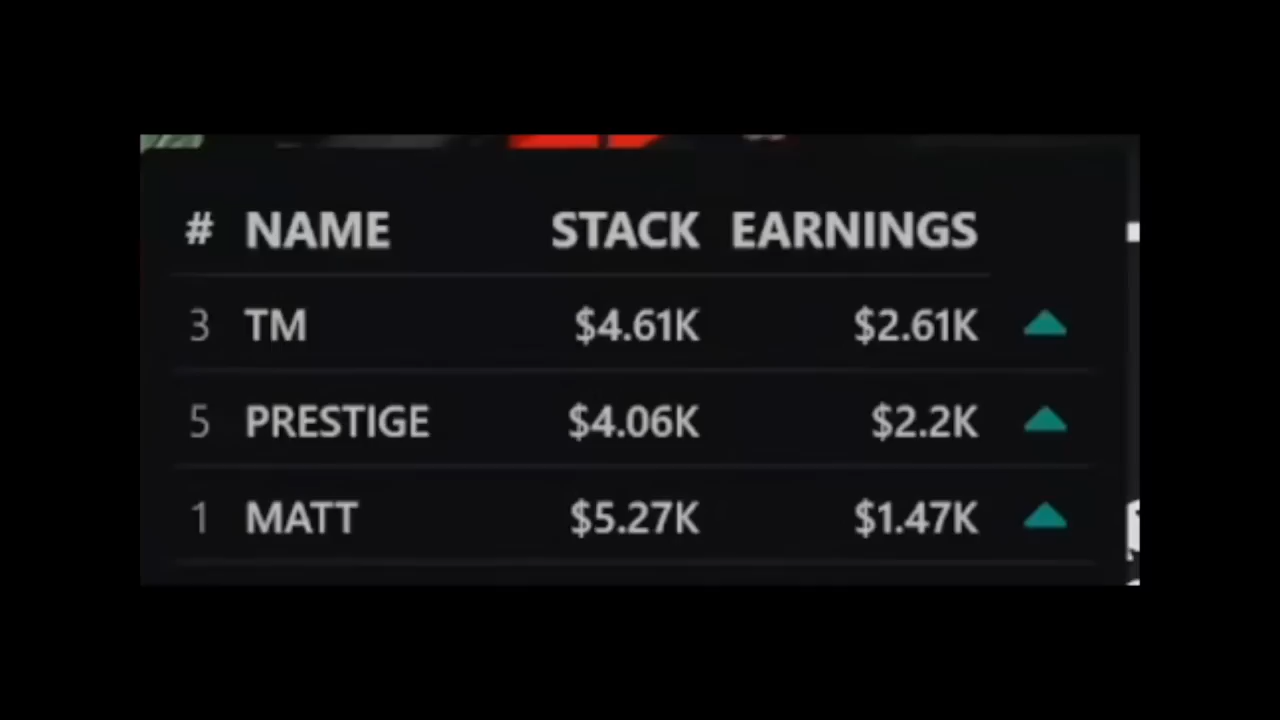 # NAME STACK EARNINGS
3 TM $4.61K $2.61K
5 PRESTIGE $4.06K $2.2K
1 MATT $5.27K $1.47K